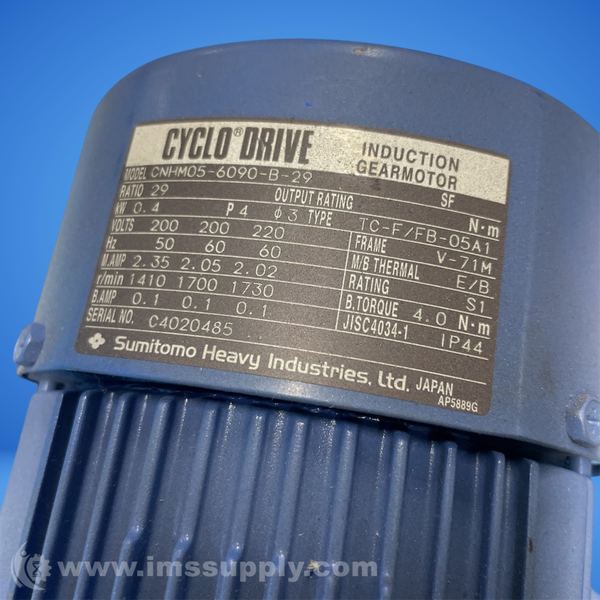 CYCLO® DRIVE INDUCTION GEARMOTOR
MODEL CNHM05-6090-B-29
RATIO 29 OUTPUT RATING SF
kW 0.4 P 4 φ 3 TYPE TC-F/FB-05A1 N·m
VOLTS 200 200 220 FRAME V-71M
Hz 50 60 60 M/B THERMAL E/B
M.AMP 2.35 2.05 2.02 RATING S1
r/min 1410 1700 1730 B.TORQUE 4.0 N·m
B.AMP 0.1 0.1 0.1 JISC4034-1 IP44
SERIAL NO. C4020485
Sumitomo Heavy Industries, Ltd. JAPAN
AP5889G
www.imssupply.com